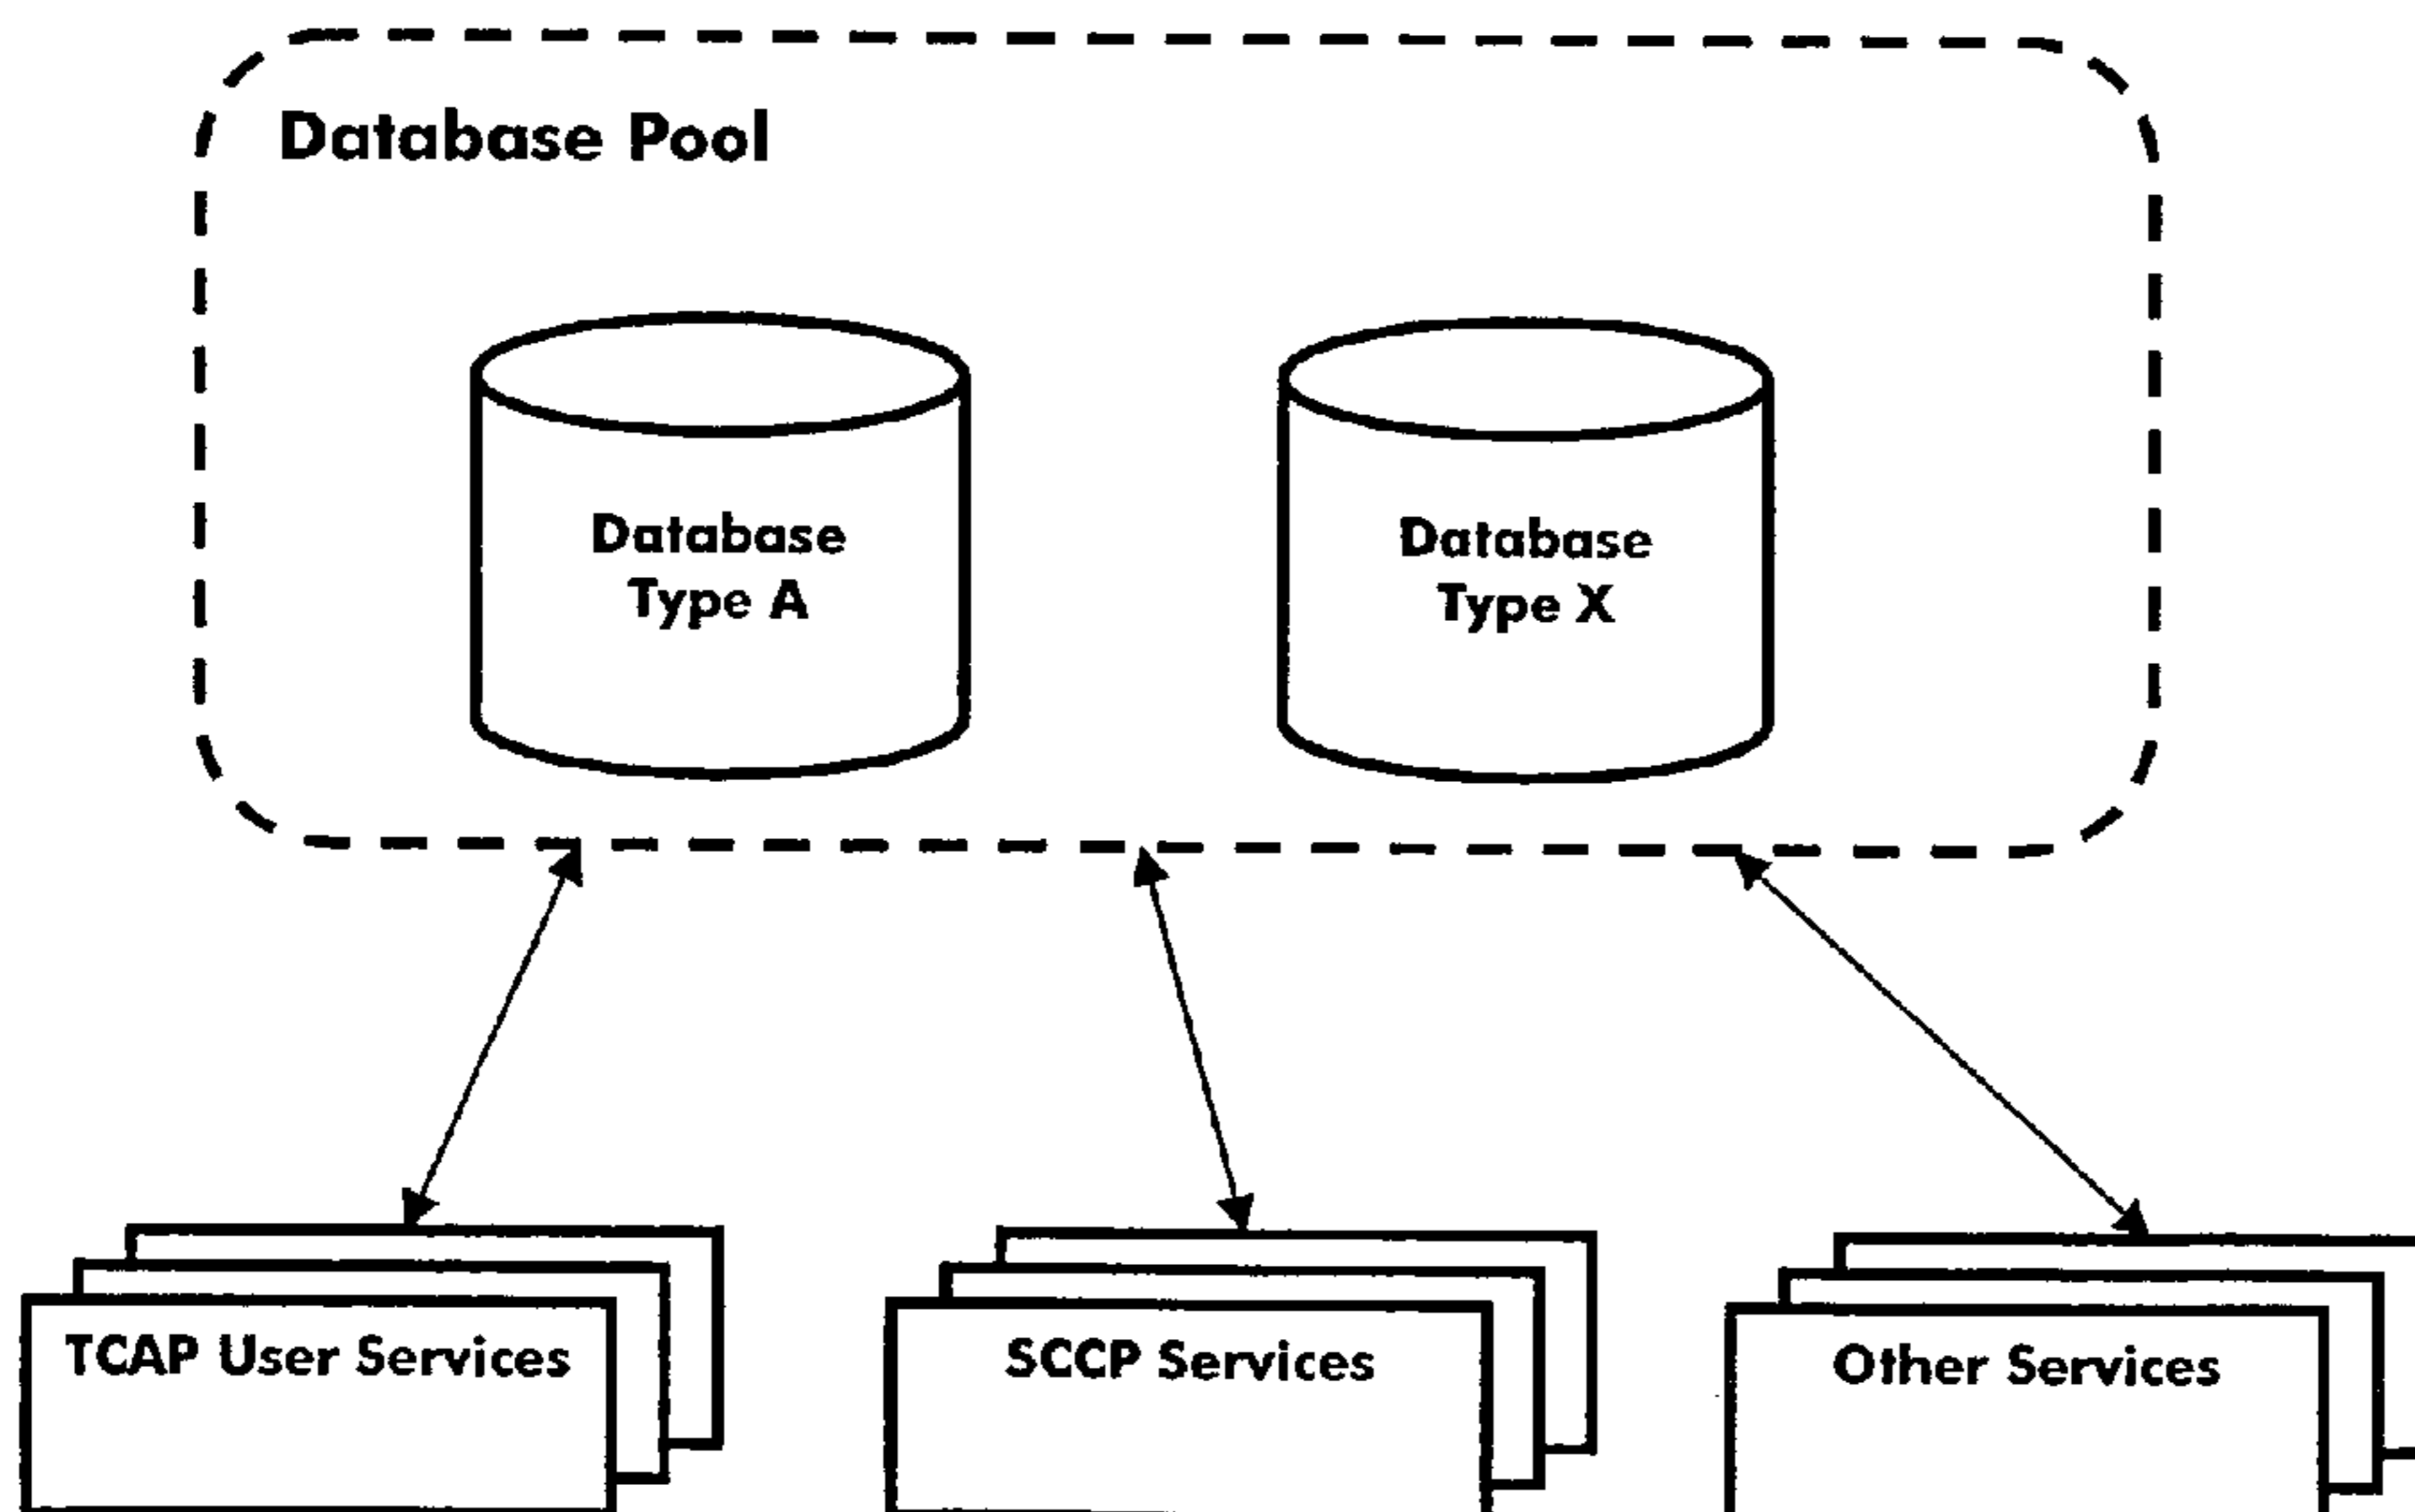 Database Pool
Database
Type A
Database
Type X
TCAP User Services
SCCP Services
Other Services